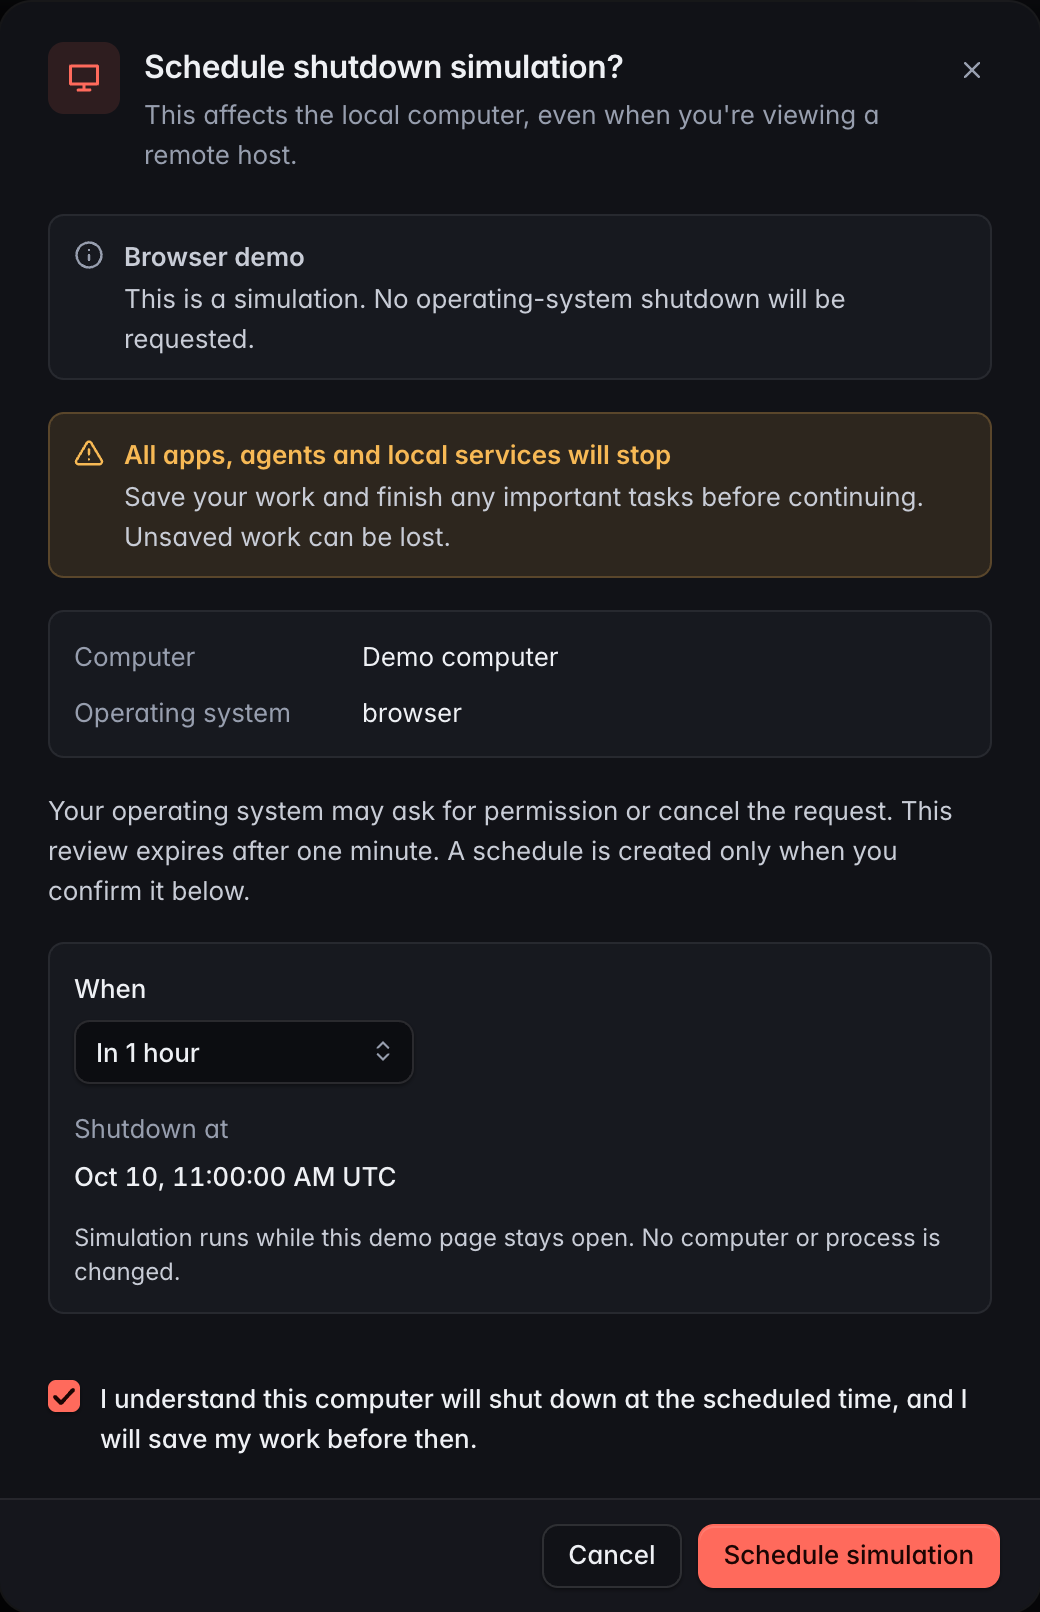 Schedule shutdown simulation?
This affects the local computer, even when you're viewing a
remote host.
Browser demo
This is a simulation. No operating-system shutdown will be
requested.
All apps, agents and local services will stop
Save your work and finish any important tasks before continuing.
Unsaved work can be lost.
Computer Demo computer
Operating system browser
Your operating system may ask for permission or cancel the request. This
review expires after one minute. A schedule is created only when you
confirm it below.
When
In 1 hour
Shutdown at
Oct 10, 11:00:00 AM UTC
Simulation runs while this demo page stays open. No computer or process is
changed.
I understand this computer will shut down at the scheduled time, and I
will save my work before then.
Cancel Schedule simulation